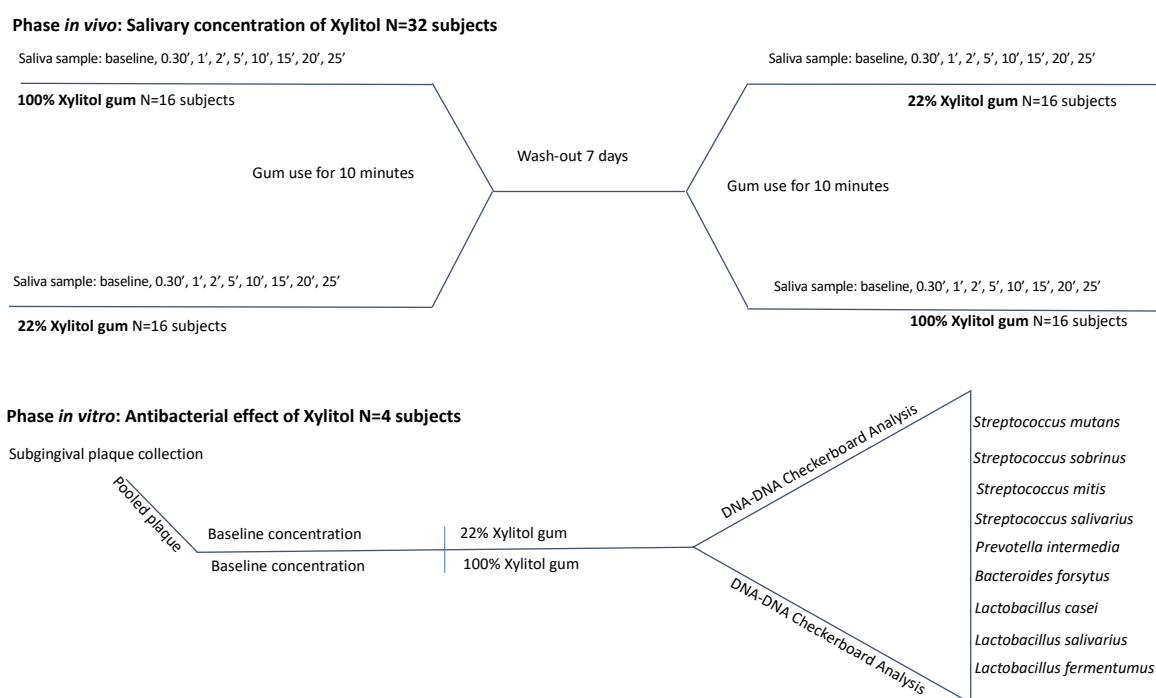 Phase in vivo: Salivary concentration of Xylitol N=32 subjects
Saliva sample: baseline, 0.30’, 1’, 2’, 5’, 10’, 15’, 20’, 25’
100% Xylitol gum N=16 subjects
Gum use for 10 minutes
Saliva sample: baseline, 0.30’, 1’, 2’, 5’, 10’, 15’, 20’, 25’
22% Xylitol gum N=16 subjects
Wash-out 7 days
Saliva sample: baseline, 0.30’, 1’, 2’, 5’, 10’, 15’, 20’, 25’
22% Xylitol gum N=16 subjects
Gum use for 10 minutes
Saliva sample: baseline, 0.30’, 1’, 2’, 5’, 10’, 15’, 20’, 25’
100% Xylitol gum N=16 subjects
Phase in vitro: Antibacterial effect of Xylitol N=4 subjects
Subgingival plaque collection
Pooled plaque
Baseline concentration
Baseline concentration
22% Xylitol gum
100% Xylitol gum
DNA-DNA Checkerboard Analysis
DNA-DNA Checkerboard Analysis
Streptococcus mutans
Streptococcus sobrinus
Streptococcus mitis
Streptococcus salivarius
Prevotella intermedia
Bacteroides forsytus
Lactobacillus casei
Lactobacillus salivarius
Lactobacillus fermentumus